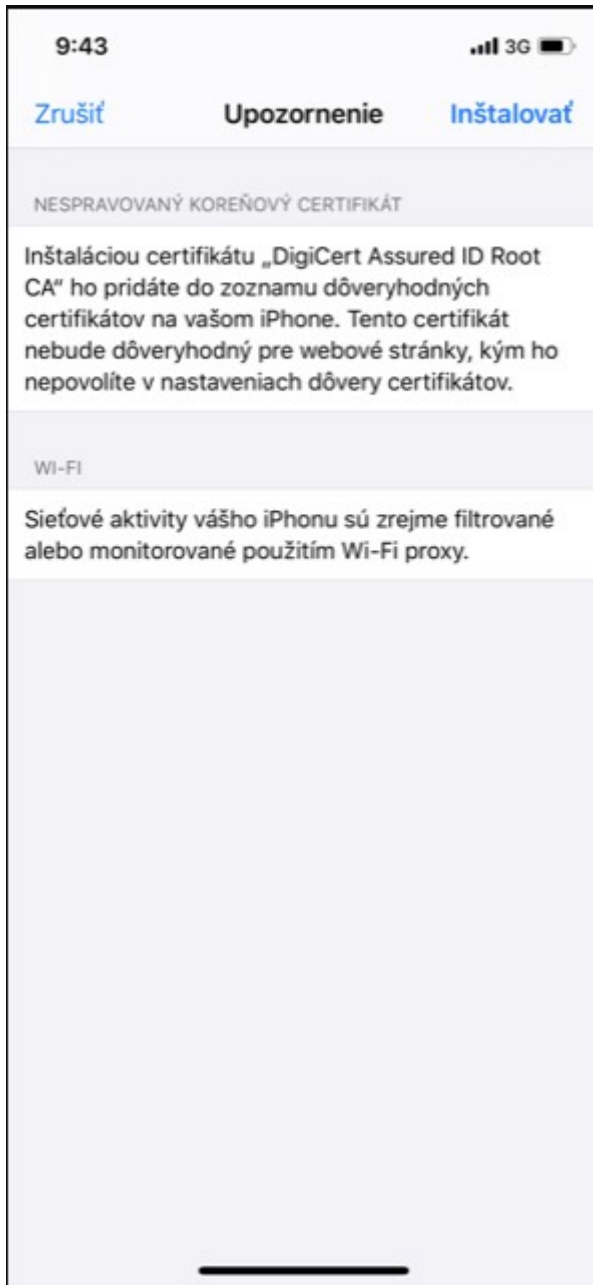 9:43
3G
Zrušiť
Upozornenie
Inštalovať
NESPRAVOVANÝ KOREŇOVÝ CERTIFIKÁT
Inštaláciou certifikátu „DigiCert Assured ID Root
CA“ ho pridáte do zoznamu dôveryhodných
certifikátov na vašom iPhone. Tento certifikát
nebude dôveryhodný pre webové stránky, kým ho
nepovolíte v nastaveniach dôvery certifikátov.
WI-FI
Sieťové aktivity vášho iPhonu sú zrejme filtrované
alebo monitorované použitím Wi-Fi proxy.